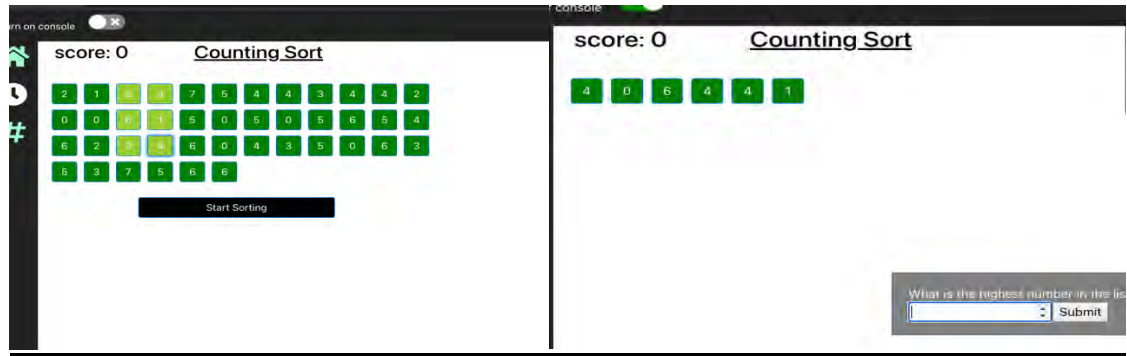 on console
score: 0
Counting Sort
2 1 7 5 4 4 3 4 4 2
0 0 6 1 5 0 5 0 5 6 5 4
6 2 3 4 6 0 4 3 5 0 6 3
5 3 7 5 6 6
Start Sorting
console
score: 0
Counting Sort
4 0 6 4 4 1
What is the highest number in the lis
Submit